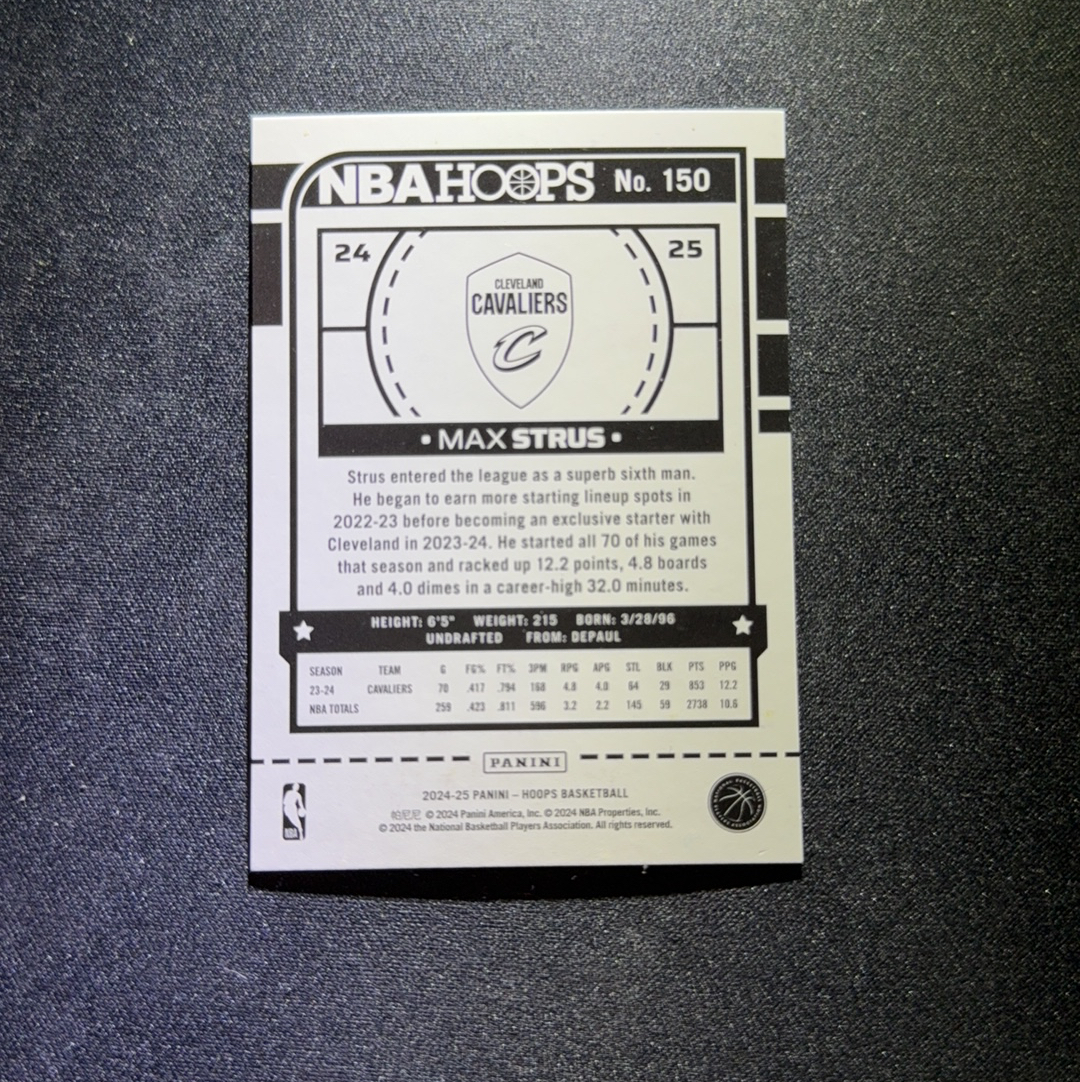 NBA HOOPS No. 150
24 25
CLEVELAND
CAVALIERS
C
• MAX STRUS •
Strus entered the league as a superb sixth man.
He began to earn more starting lineup spots in
2022-23 before becoming an exclusive starter with
Cleveland in 2023-24. He started all 70 of his games
that season and racked up 12.2 points, 4.8 boards
and 4.0 dimes in a career-high 32.0 minutes.
HEIGHT: 6'5" WEIGHT: 215 BORN: 3/28/96
UNDRAFTED FROM: DEPAUL
SEASON TEAM G FG% FT% 3PM RPG APG STL BLK PTS PPG
23-24 CAVALIERS 70 .417 .794 168 4.8 4.0 64 29 853 12.2
NBA TOTALS 259 .423 .811 596 3.2 2.2 145 59 2738 10.6
PANINI
2024-25 PANINI – HOOPS BASKETBALL
帕尼尼 © 2024 Panini America, Inc. © 2024 NBA Properties, Inc.
© 2024 the National Basketball Players Association. All rights reserved.
NBA